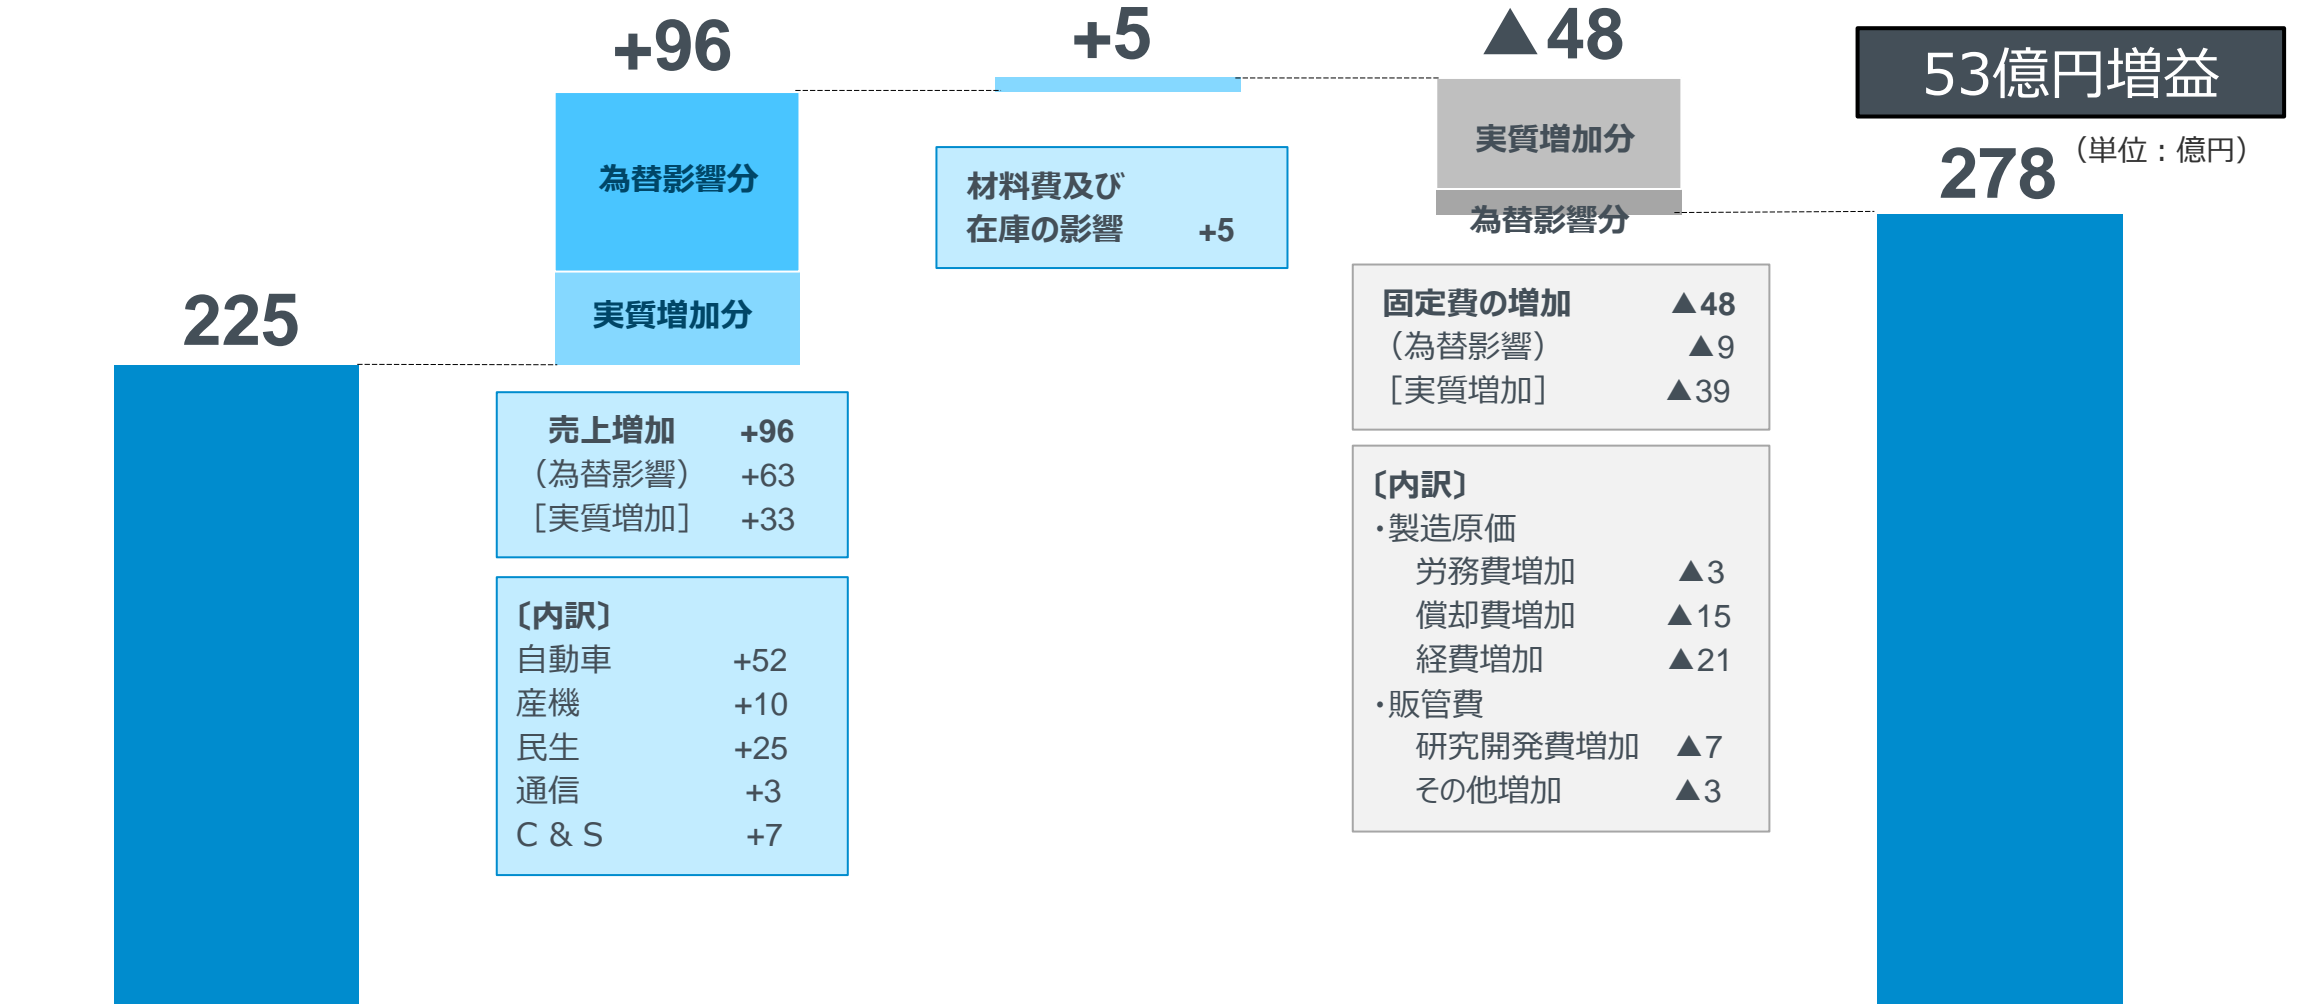 +96
+5
▲48
53億円増益
(単位:億円)
225
278
為替影響分
実質増加分
実質増加分
為替影響分
材料費及び
在庫の影響 +5
売上増加 +96
(為替影響) +63
[実質増加] +33
〔内訳〕
自動車 +52
産機 +10
民生 +25
通信 +3
C & S +7
固定費の増加 ▲48
(為替影響) ▲9
[実質増加] ▲39
〔内訳〕
・製造原価
労務費増加 ▲3
償却費増加 ▲15
経費増加 ▲21
・販管費
研究開発費増加 ▲7
その他増加 ▲3